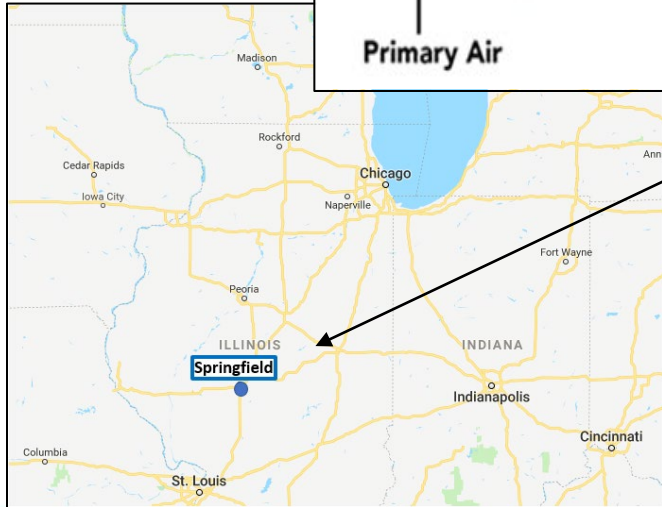 Primary Air
Madison
Rockford
Cedar Rapids
Chicago
Ann
Iowa City
Naperville
Fort Wayne
Peoria
ILLINOIS
INDIANA
Springfield
Indianapolis
Cincinnati
Columbia
St. Louis